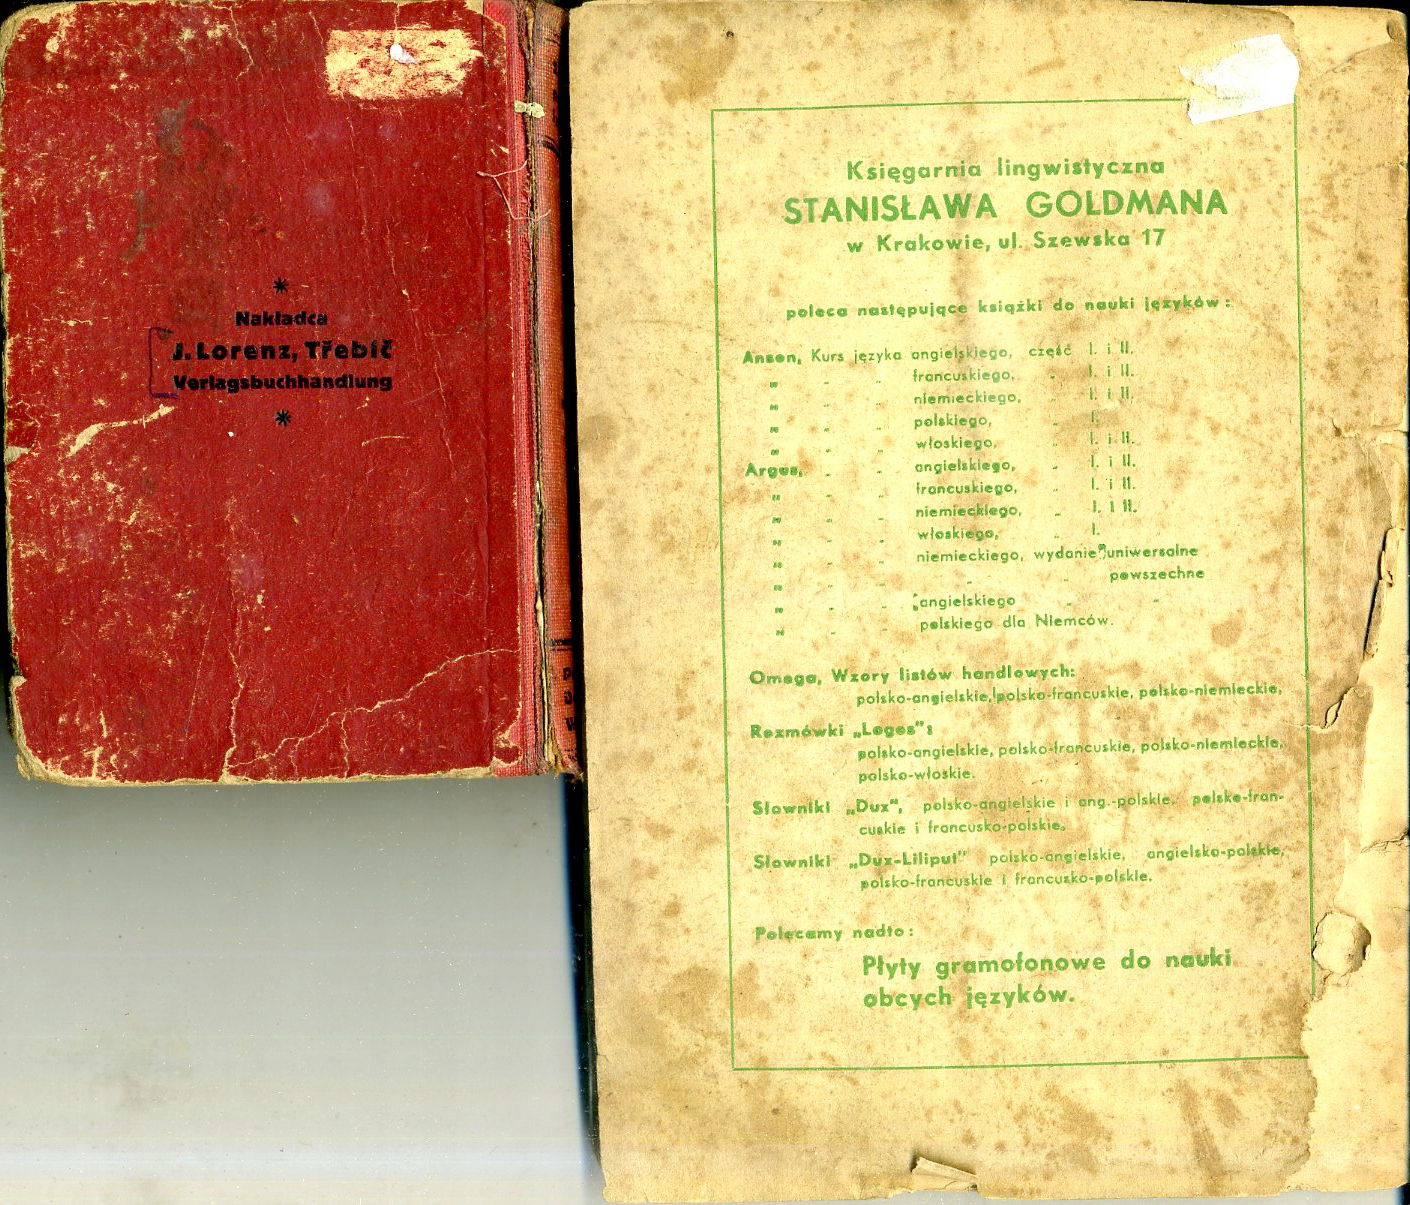 *
Nakladca
J. Lorenz, Třebíč
Verlagsbuchhandlung
*
Księgarnia lingwistyczna
STANISŁAWA GOLDMANA
w Krakowie, ul. Szewska 17
poleca następujące książki do nauki języków:
Anson, Kurs języka angielskiego, część I. i II.
„ „ „ francuskiego, „ I. i II.
„ „ „ niemieckiego, „ I. i II.
„ „ „ polskiego, „ I.
„ „ „ włoskiego, „ I. i II.
Argus, „ „ angielskiego, „ I. i II.
„ „ „ francuskiego, „ I. i II.
„ „ „ niemieckiego, „ I. i II.
„ „ „ włoskiego, „ I.
„ „ „ niemieckiego, wydanie uniwersalne
„ „ „ „ „ powszechne
„ „ „ angielskiego „ „
„ „ „ polskiego dla Niemców.
Omega, Wzory listów handlowych:
polsko-angielskie, polsko-francuskie, polsko-niemieckie.
Rozmówki „Logos":
polsko-angielskie, polsko-francuskie, polsko-niemieckie,
polsko-włoskie.
Słowniki „Dux", polsko-angielskie i ang.-polskie, polsko-fran-
cuskie i francusko-polskie,
Słowniki „Dux-Liliput" polsko-angielskie, angielsko-polskie,
polsko-francuskie i francusko-polskie.
Polecamy nadto:
Płyty gramofonowe do nauki
obcych języków.